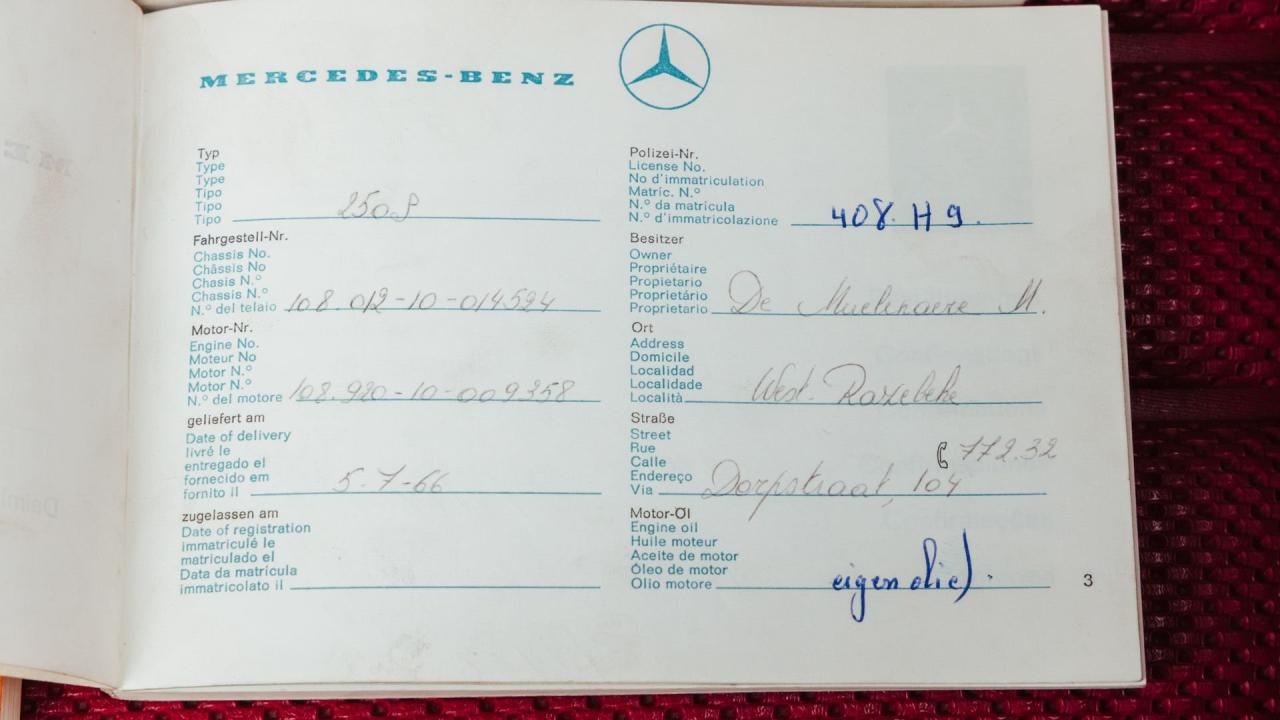 MERCEDES-BENZ
Typ
Type
Type
Tipo
Tipo
Tipo 250S
Fahrgestell-Nr.
Chassis No.
Châssis No
Chasis N.º
Chassis N.º
N.º del telaio 108.012-10-014524
Motor-Nr.
Engine No.
Moteur No
Motor N.º
Motor N.º
N.º del motore 108.920-10-009358
geliefert am
Date of delivery
livré le
entregado el
fornecido em
fornito il 5-7-66
zugelassen am
Date of registration
immatriculé le
matriculado el
Data da matrícula
immatricolato il
Polizei-Nr.
License No.
No d'immatriculation
Matríc. N.º
N.º da matrícula
N.º d'immatricolazione 408.H9.
Besitzer
Owner
Propriétaire
Propietario
Proprietário
Proprietario De Muelenaere M.
Ort
Address
Domicile
Localidad
Localidade
Località West. Rozebeke
Straße
Street
Rue
Calle 772.32
Endereço
Via Dorpstraat, 104
Motor-Öl
Engine oil
Huile moteur
Aceite de motor
Óleo de motor
Olio motore eigen olie).
3